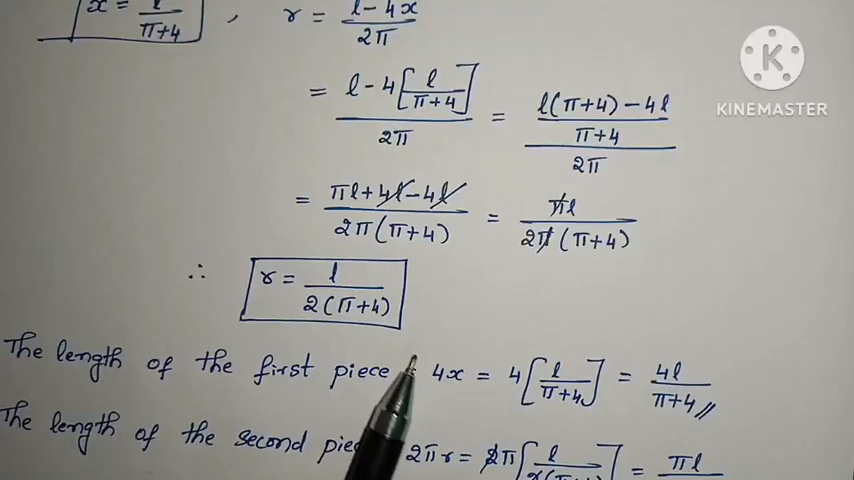 x = l/(π+4) , r = (l-4x)/2π
= (l-4[l/(π+4)])/2π = ((l(π+4)-4l)/(π+4))/2π
= (πl+4l-4l)/(2π(π+4)) = πl/(2π(π+4))
∴ r = l/(2(π+4))
The length of the first piece 4x = 4[l/(π+4)] = 4l/(π+4)//
The length of the second 2πr = 2π[l = πl
K
KINEMASTER